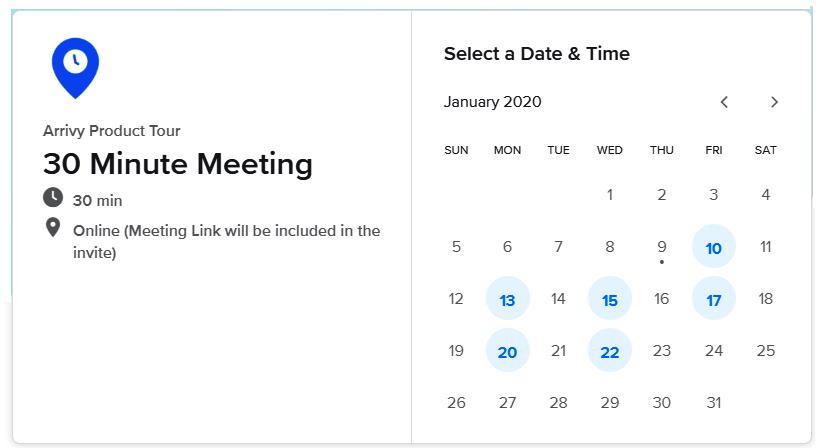 Arrivy Product Tour
30 Minute Meeting
30 min
Online (Meeting Link will be included in the
invite)
Select a Date & Time
January 2020
SUN MON TUE WED THU FRI SAT
1 2 3 4
5 6 7 8 9 10 11
12 13 14 15 16 17 18
19 20 21 22 23 24 25
26 27 28 29 30 31